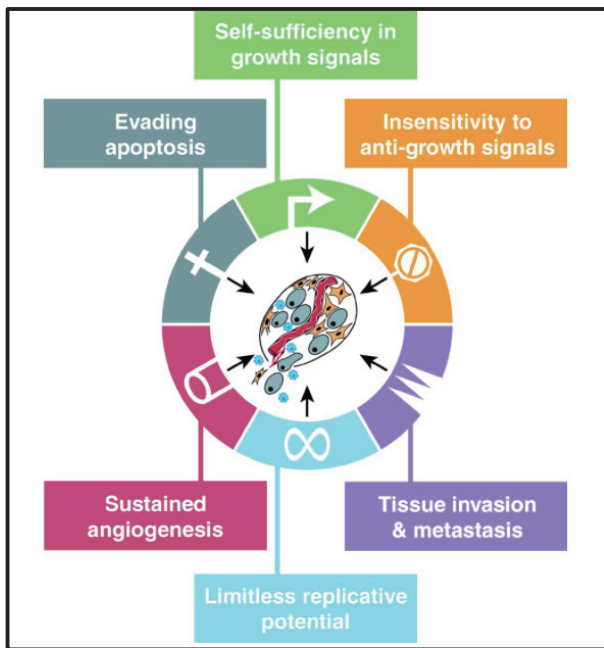 Self-sufficiency in
growth signals
Evading
apoptosis
Insensitivity to
anti-growth signals
Sustained
angiogenesis
Tissue invasion
& metastasis
Limitless replicative
potential